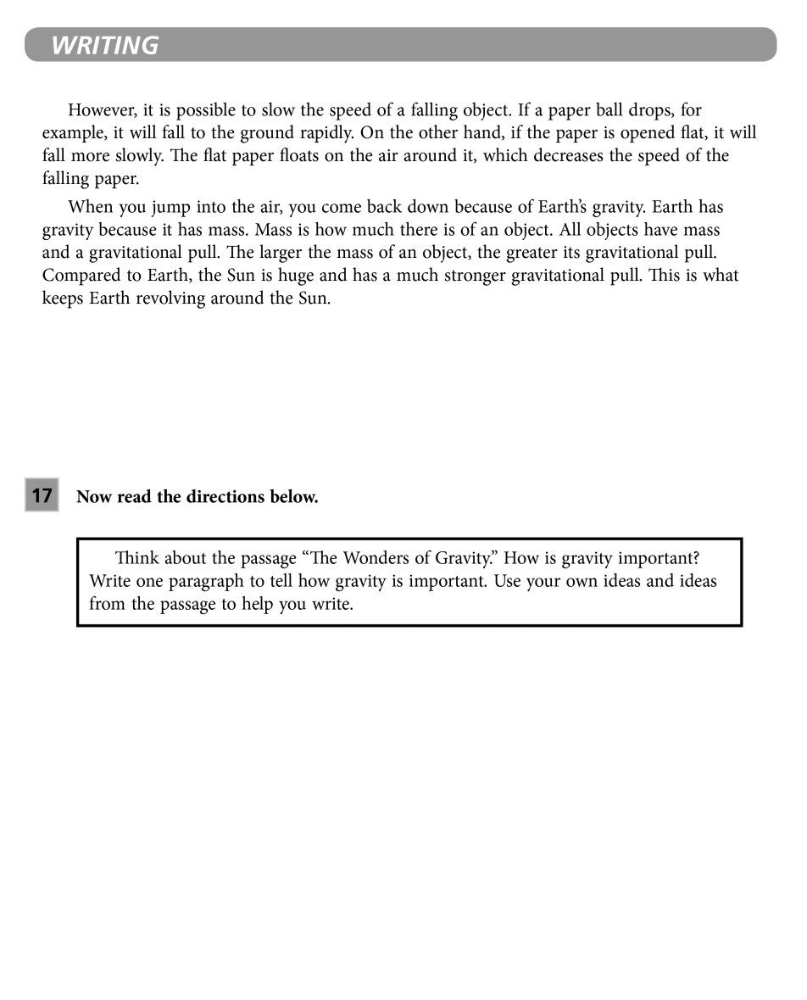 WRITING
However, it is possible to slow the speed of a falling object. If a paper ball drops, for
example, it will fall to the ground rapidly. On the other hand, if the paper is opened flat, it will
fall more slowly. The flat paper floats on the air around it, which decreases the speed of the
falling paper.
When you jump into the air, you come back down because of Earth’s gravity. Earth has
gravity because it has mass. Mass is how much there is of an object. All objects have mass
and a gravitational pull. The larger the mass of an object, the greater its gravitational pull.
Compared to Earth, the Sun is huge and has a much stronger gravitational pull. This is what
keeps Earth revolving around the Sun.
17 Now read the directions below.
Think about the passage “The Wonders of Gravity.” How is gravity important?
Write one paragraph to tell how gravity is important. Use your own ideas and ideas
from the passage to help you write.